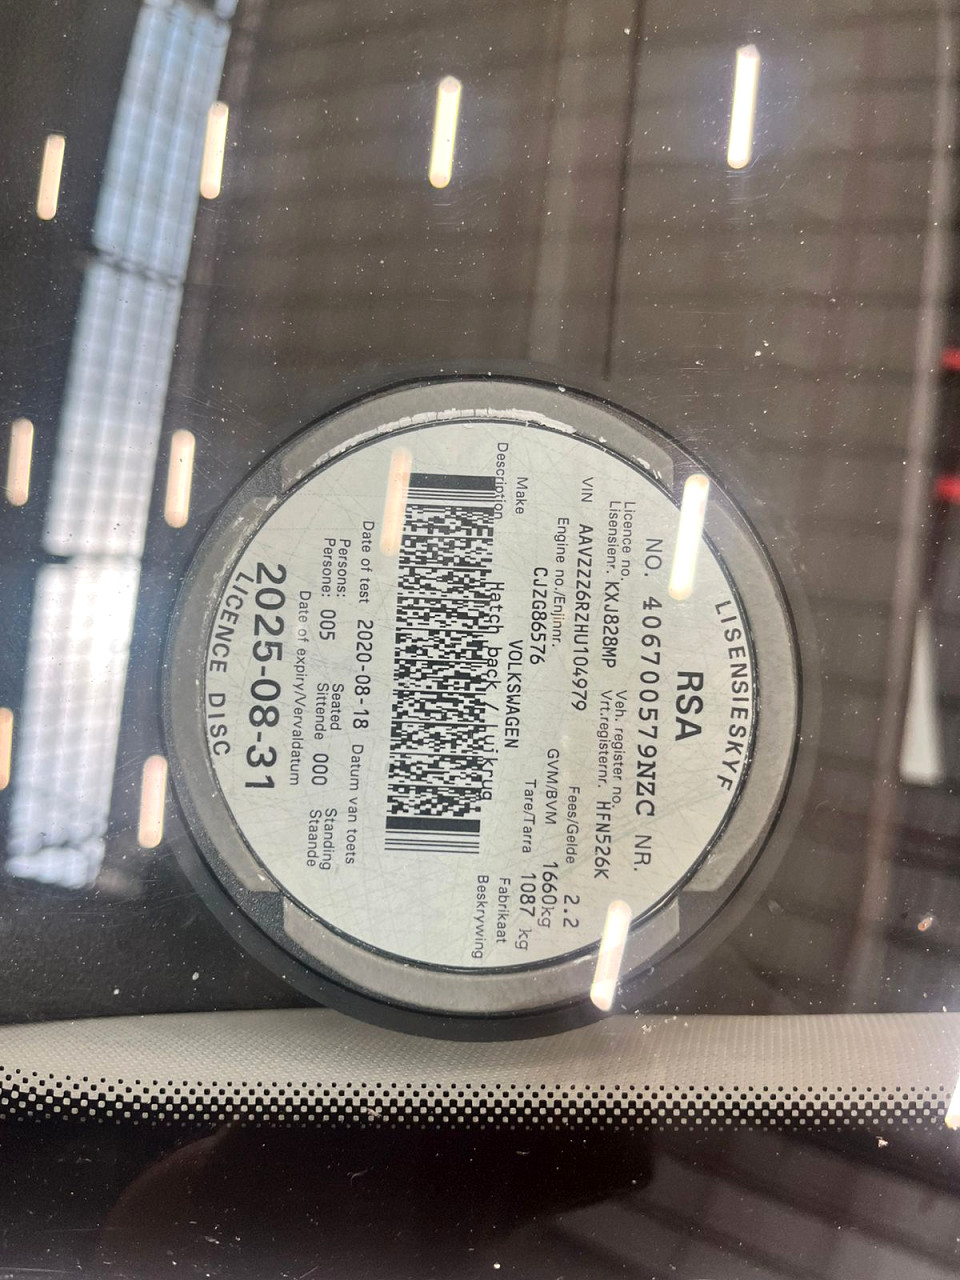 LISENSIESKYF
RSA
NO. 406700579NZC NR.
Licence no. Veh. register no.
Lisensienr. KXJ828MP Vrt.registernr. HFN526K
VIN AAVZZZ6RZHU104979 Fees/Gelde 2.2
Engine no./Enjinnr. GVM/BVM 1660kg
CJZG86576 Tare/Tarra 1087 kg
Make VOLKSWAGEN Fabrikaat
Description Hatch back / Luikrug Beskrywing
Date of test 2020-08-18 Datum van toets
Persons: Seated Standing
Persone: 005 Sittende 000 Staande
Date of expiry/Vervaldatum
2025-08-31
LICENCE DISC